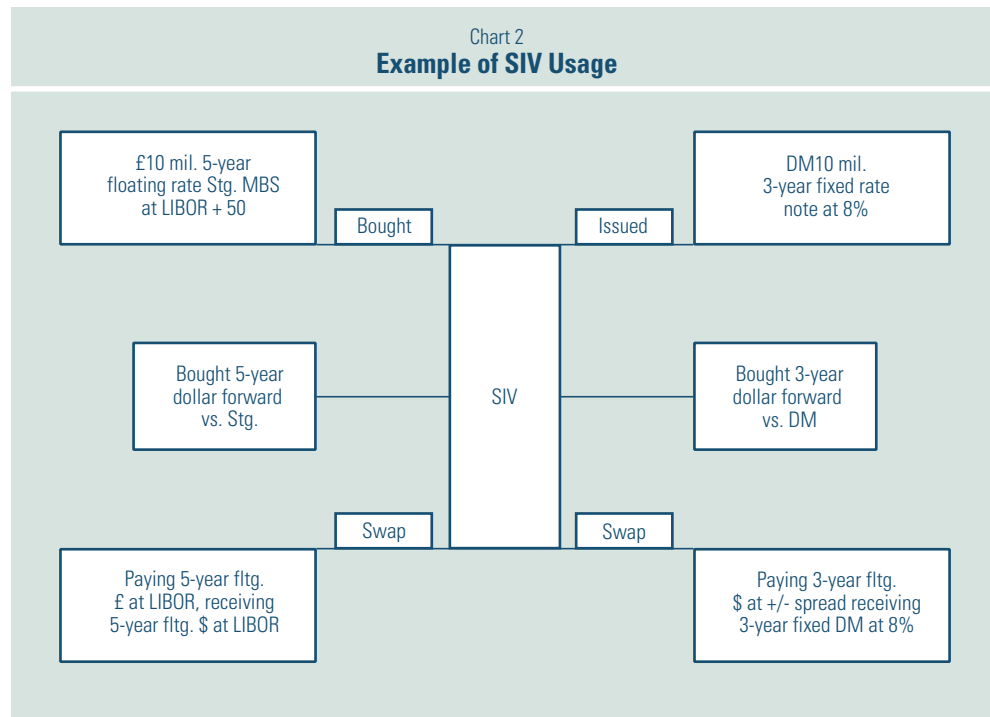 Chart 2
Example of SIV Usage
£10 mil. 5-year
floating rate Stg. MBS
at LIBOR + 50
Bought
Issued
DM10 mil.
3-year fixed rate
note at 8%
Bought 5-year
dollar forward
vs. Stg.
SIV
Bought 3-year
dollar forward
vs. DM
Swap
Swap
Paying 5-year fltg.
£ at LIBOR, receiving
5-year fltg. $ at LIBOR
Paying 3-year fltg.
$ at +/- spread receiving
3-year fixed DM at 8%